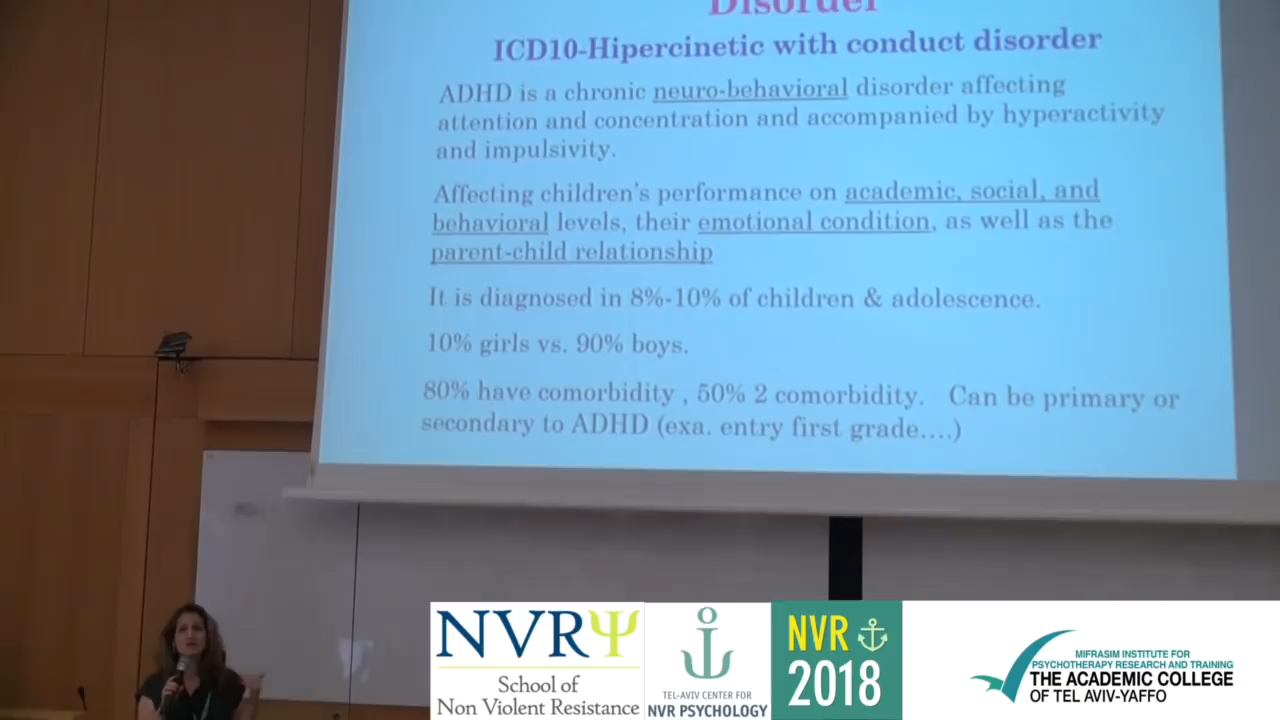 Disorder
ICD10-Hipercinetic with conduct disorder
ADHD is a chronic neuro-behavioral disorder affecting
attention and concentration and accompanied by hyperactivity
and impulsivity.
Affecting children's performance on academic, social, and
behavioral levels, their emotional condition, as well as the
parent-child relationship
It is diagnosed in 8%-10% of children & adolescence.
10% girls vs. 90% boys.
80% have comorbidity , 50% 2 comorbidity. Can be primary or
secondary to ADHD (exa. entry first grade....)
NVRΨ
School of
Non Violent Resistance
TEL-AVIV CENTER FOR
NVR PSYCHOLOGY
NVR
2018
MIFRASIM INSTITUTE FOR
PSYCHOTHERAPY RESEARCH AND TRAINING
THE ACADEMIC COLLEGE
OF TEL AVIV-YAFFO